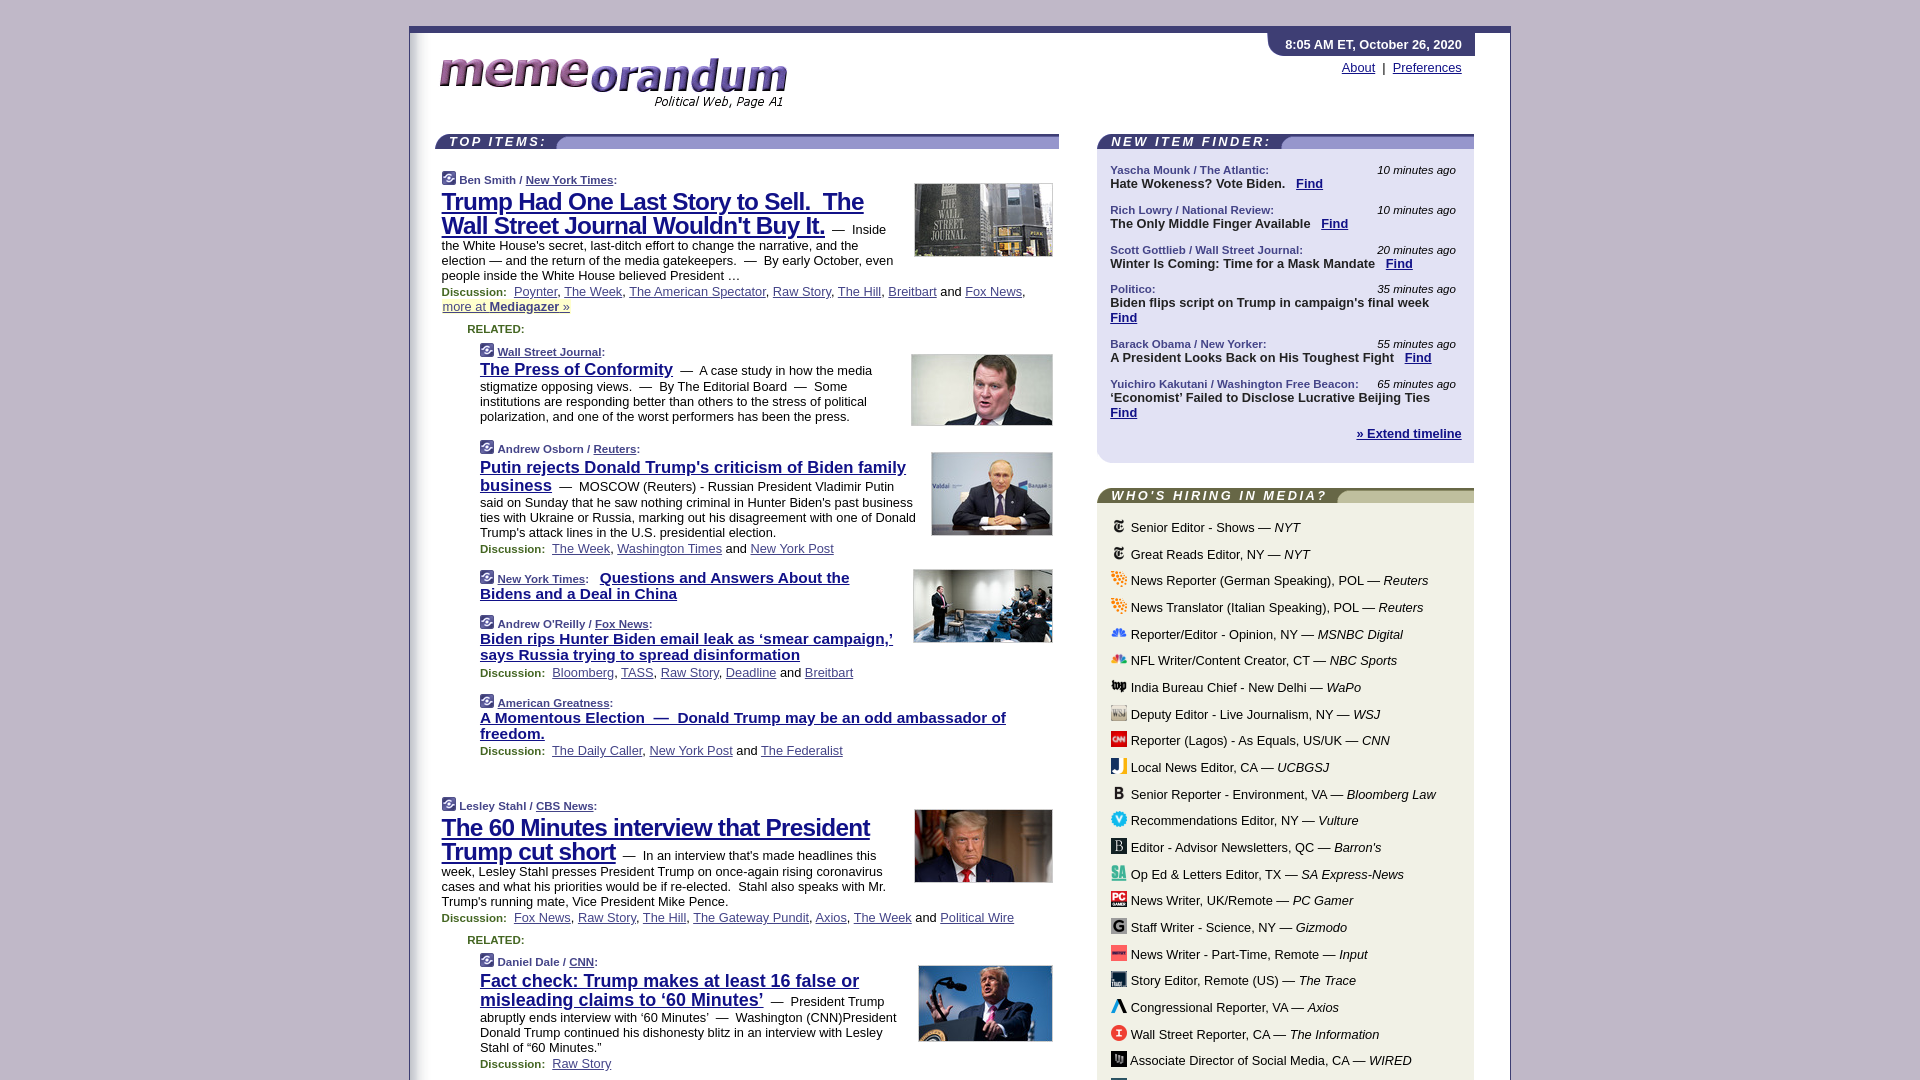 8:05 AM ET, October 26, 2020
About | Preferences
memeorandum
Political Web, Page A1
TOP ITEMS:
Ben Smith / New York Times:
Trump Had One Last Story to Sell. The
Wall Street Journal Wouldn't Buy It. — Inside
the White House's secret, last-ditch effort to change the narrative, and the
election — and the return of the media gatekeepers. — By early October, even
people inside the White House believed President …
Discussion: Poynter, The Week, The American Spectator, Raw Story, The Hill, Breitbart and Fox News,
more at Mediagazer »
THE
WALL
STREET
JOURNAL
RELATED:
Wall Street Journal:
The Press of Conformity — A case study in how the media
stigmatize opposing views. — By The Editorial Board — Some
institutions are responding better than others to the stress of political
polarization, and one of the worst performers has been the press.
Andrew Osborn / Reuters:
Putin rejects Donald Trump's criticism of Biden family
business — MOSCOW (Reuters) - Russian President Vladimir Putin
said on Sunday that he saw nothing criminal in Hunter Biden's past business
ties with Ukraine or Russia, marking out his disagreement with one of Donald
Trump's attack lines in the U.S. presidential election.
Discussion: The Week, Washington Times and New York Post
Valdai
New York Times: Questions and Answers About the
Bidens and a Deal in China
Andrew O'Reilly / Fox News:
Biden rips Hunter Biden email leak as ‘smear campaign,’
says Russia trying to spread disinformation
Discussion: Bloomberg, TASS, Raw Story, Deadline and Breitbart
American Greatness:
A Momentous Election — Donald Trump may be an odd ambassador of
freedom.
Discussion: The Daily Caller, New York Post and The Federalist
Lesley Stahl / CBS News:
The 60 Minutes interview that President
Trump cut short — In an interview that's made headlines this
week, Lesley Stahl presses President Trump on once-again rising coronavirus
cases and what his priorities would be if re-elected. Stahl also speaks with Mr.
Trump's running mate, Vice President Mike Pence.
Discussion: Fox News, Raw Story, The Hill, The Gateway Pundit, Axios, The Week and Political Wire
RELATED:
Daniel Dale / CNN:
Fact check: Trump makes at least 16 false or
misleading claims to ‘60 Minutes’ — President Trump
abruptly ends interview with ‘60 Minutes’ — Washington (CNN)President
Donald Trump continued his dishonesty blitz in an interview with Lesley
Stahl of “60 Minutes.”
Discussion: Raw Story
NEW ITEM FINDER:
Yascha Mounk / The Atlantic: 10 minutes ago
Hate Wokeness? Vote Biden. Find
Rich Lowry / National Review: 10 minutes ago
The Only Middle Finger Available Find
Scott Gottlieb / Wall Street Journal: 20 minutes ago
Winter Is Coming: Time for a Mask Mandate Find
Politico: 35 minutes ago
Biden flips script on Trump in campaign's final week
Find
Barack Obama / New Yorker: 55 minutes ago
A President Looks Back on His Toughest Fight Find
Yuichiro Kakutani / Washington Free Beacon: 65 minutes ago
‘Economist’ Failed to Disclose Lucrative Beijing Ties
Find
» Extend timeline
WHO'S HIRING IN MEDIA?
Senior Editor - Shows — NYT
Great Reads Editor, NY — NYT
News Reporter (German Speaking), POL — Reuters
News Translator (Italian Speaking), POL — Reuters
Reporter/Editor - Opinion, NY — MSNBC Digital
NFL Writer/Content Creator, CT — NBC Sports
India Bureau Chief - New Delhi — WaPo
Deputy Editor - Live Journalism, NY — WSJ
Reporter (Lagos) - As Equals, US/UK — CNN
Local News Editor, CA — UCBGSJ
Senior Reporter - Environment, VA — Bloomberg Law
Recommendations Editor, NY — Vulture
Editor - Advisor Newsletters, QC — Barron's
Op Ed & Letters Editor, TX — SA Express-News
News Writer, UK/Remote — PC Gamer
Staff Writer - Science, NY — Gizmodo
News Writer - Part-Time, Remote — Input
Story Editor, Remote (US) — The Trace
Congressional Reporter, VA — Axios
Wall Street Reporter, CA — The Information
Associate Director of Social Media, CA — WIRED